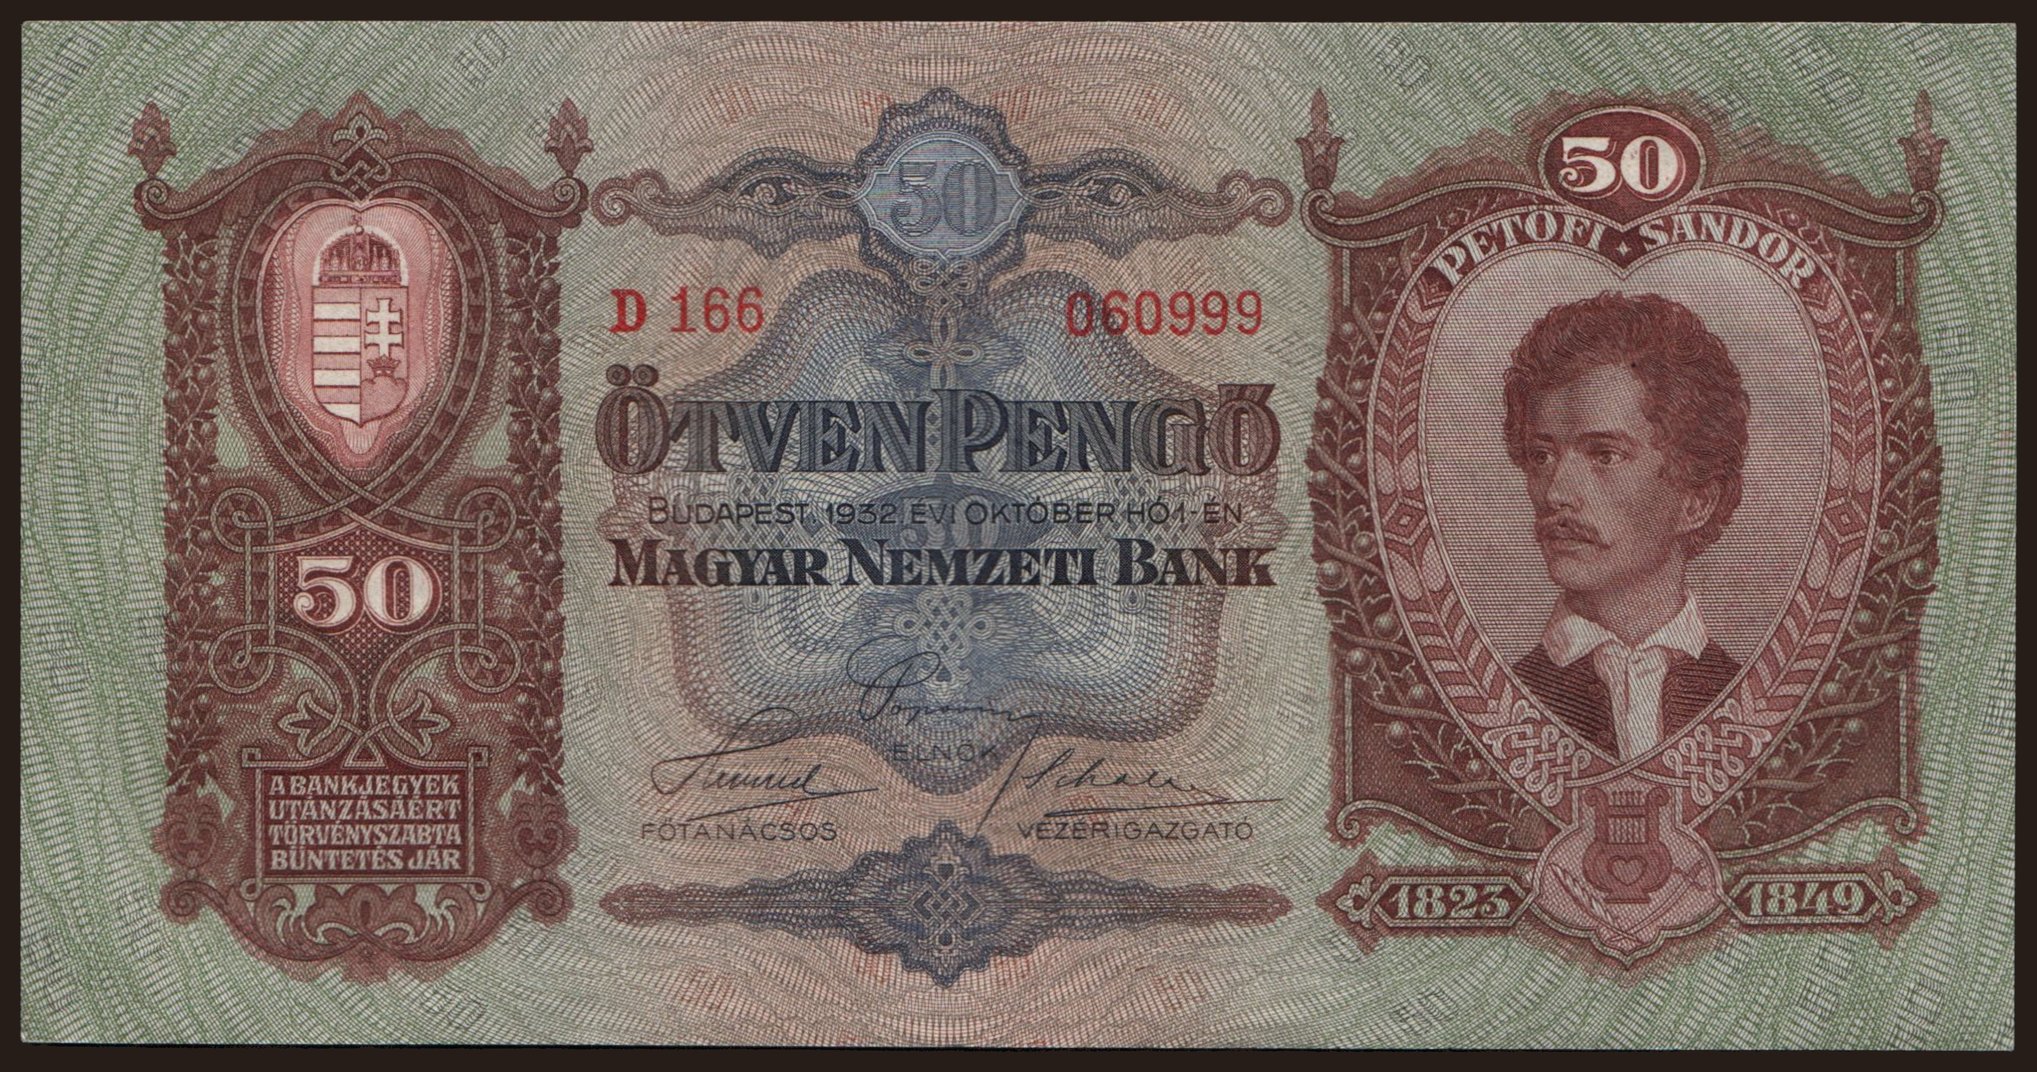 50
50
PETŐFI SÁNDOR
D 166
060999
ÖTVEN PENGŐ
BUDAPEST, 1932. ÉVI OKTÓBER HÓ 1-ÉN
MAGYAR NEMZETI BANK
50
ELNÖK
FŐTANÁCSOS
VEZÉRIGAZGATÓ
A BANKJEGYEK
UTÁNZÁSÁÉRT
TÖRVÉNYSZABTA
BÜNTETÉS JÁR
1823
1849